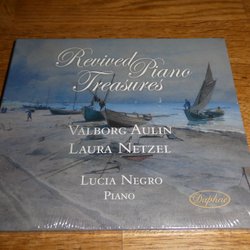 Revived Piano
Treasures
Valborg Aulin
Laura Netzel
Lucia Negro
Piano
Daphne